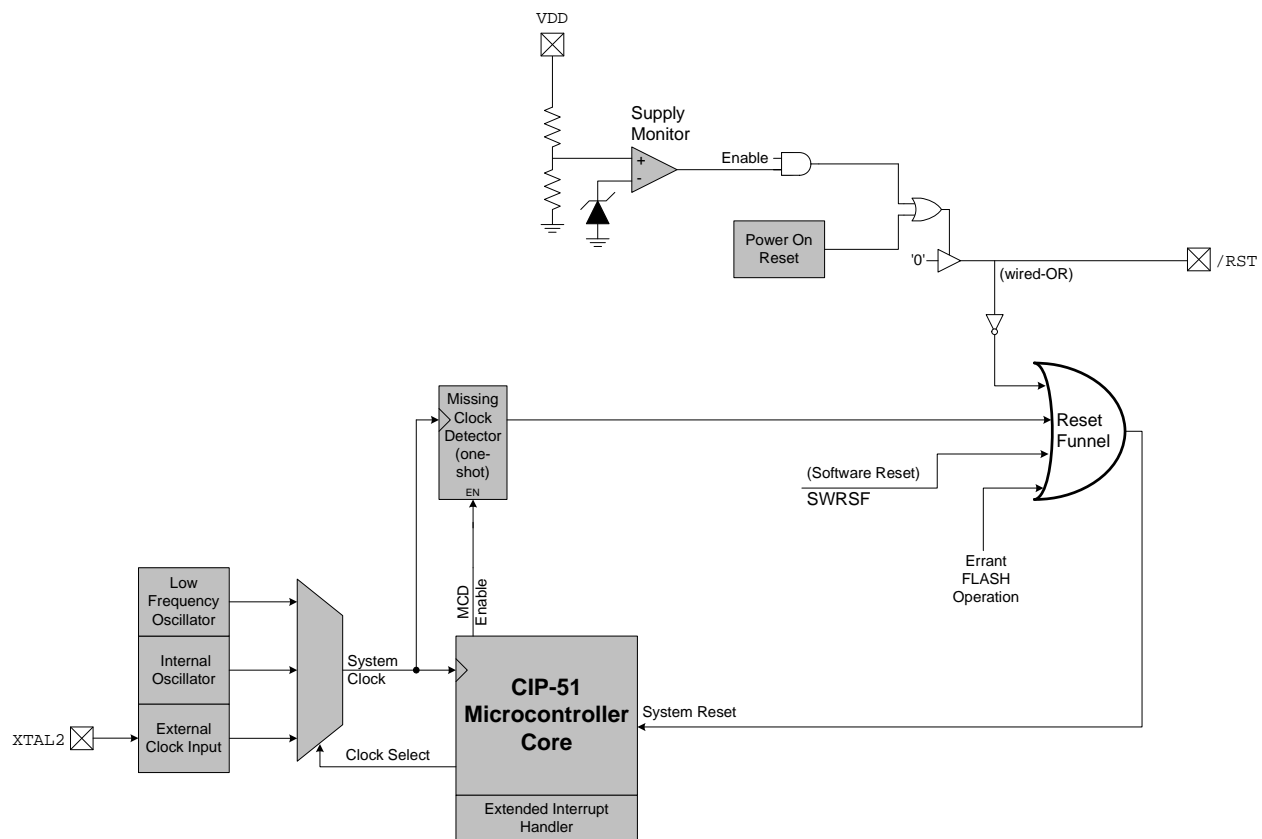 VDD
Supply
Monitor
+
-
Enable
Power On
Reset
'0'
(wired-OR)
/RST
Missing
Clock
Detector
(one-
shot)
EN
Reset
Funnel
(Software Reset)
SWRSF
Errant
FLASH
Operation
MCD
Enable
Low
Frequency
Oscillator
Internal
Oscillator
External
Clock Input
XTAL2
System
Clock
Clock Select
CIP-51
Microcontroller
Core
System Reset
Extended Interrupt
Handler